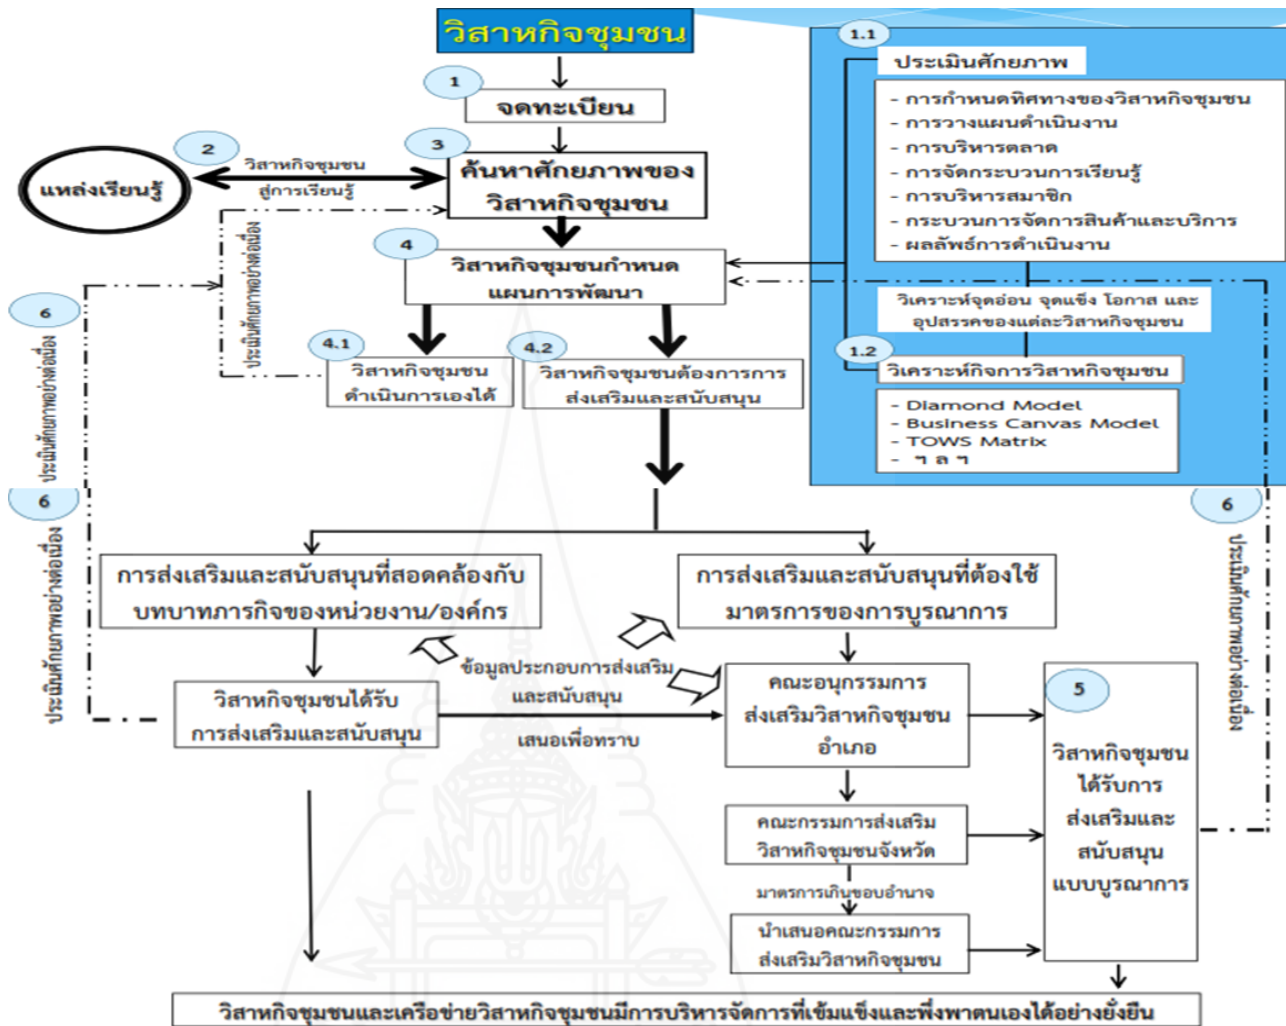 วิสาหกิจชุมชน
1
จดทะเบียน
2
วิสาหกิจชุมชน
สู่การเรียนรู้
แหล่งเรียนรู้
3
ค้นหาศักยภาพของ
วิสาหกิจชุมชน
4
วิสาหกิจชุมชนกำหนด
แผนการพัฒนา
1.1
ประเมินศักยภาพ
- การกำหนดทิศทางของวิสาหกิจชุมชน
- การวางแผนดำเนินงาน
- การบริหารตลาด
- การจัดกระบวนการเรียนรู้
- การบริหารสมาชิก
- กระบวนการจัดการสินค้าและบริการ
- ผลลัพธ์การดำเนินงาน
วิเคราะห์จุดอ่อน จุดแข็ง โอกาส และ
อุปสรรคของแต่ละวิสาหกิจชุมชน
1.2
วิเคราะห์กิจการวิสาหกิจชุมชน
- Diamond Model
- Business Canvas Model
- TOWS Matrix
- ฯ ล ฯ
ประเมินศักยภาพอย่างต่อเนื่อง
6
ประเมินศักยภาพอย่างต่อเนื่อง
4.1
วิสาหกิจชุมชน
ดำเนินการเองได้
4.2
วิสาหกิจชุมชนต้องการการ
ส่งเสริมและสนับสนุน
6
ประเมินศักยภาพอย่างต่อเนื่อง
6
ประเมินศักยภาพอย่างต่อเนื่อง
การส่งเสริมและสนับสนุนที่สอดคล้องกับ
บทบาทภารกิจของหน่วยงาน/องค์กร
การส่งเสริมและสนับสนุนที่ต้องใช้
มาตรการของการบูรณาการ
ข้อมูลประกอบการส่งเสริม
และสนับสนุน
เสนอเพื่อทราบ
วิสาหกิจชุมชนได้รับ
การส่งเสริมและสนับสนุน
คณะอนุกรรมการ
ส่งเสริมวิสาหกิจชุมชน
อำเภอ
คณะกรรมการส่งเสริม
วิสาหกิจชุมชนจังหวัด
มาตรการเกินขอบอำนาจ
นำเสนอคณะกรรมการ
ส่งเสริมวิสาหกิจชุมชน
5
วิสาหกิจชุมชน
ได้รับการ
ส่งเสริมและ
สนับสนุน
แบบบูรณาการ
วิสาหกิจชุมชนและเครือข่ายวิสาหกิจชุมชนมีการบริหารจัดการที่เข้มแข็งและพึ่งพาตนเองได้อย่างยั่งยืน